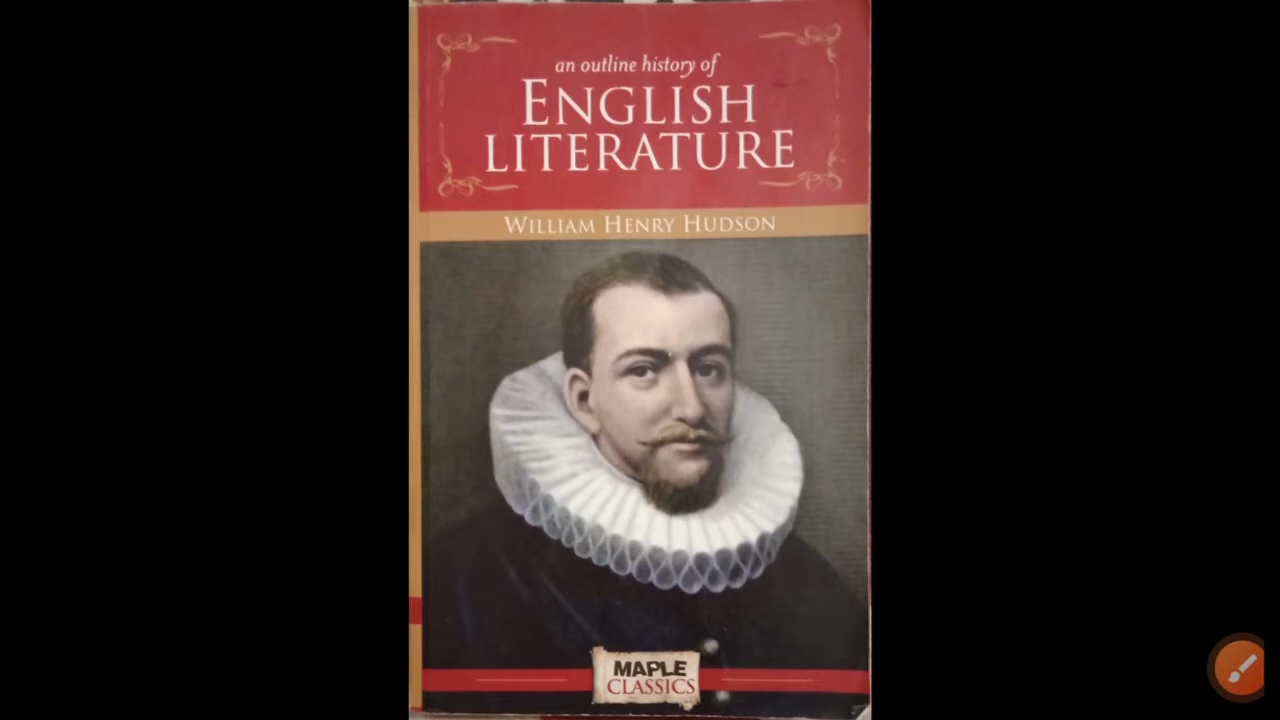 an outline history of
ENGLISH
LITERATURE
WILLIAM HENRY HUDSON
MAPLE
CLASSICS